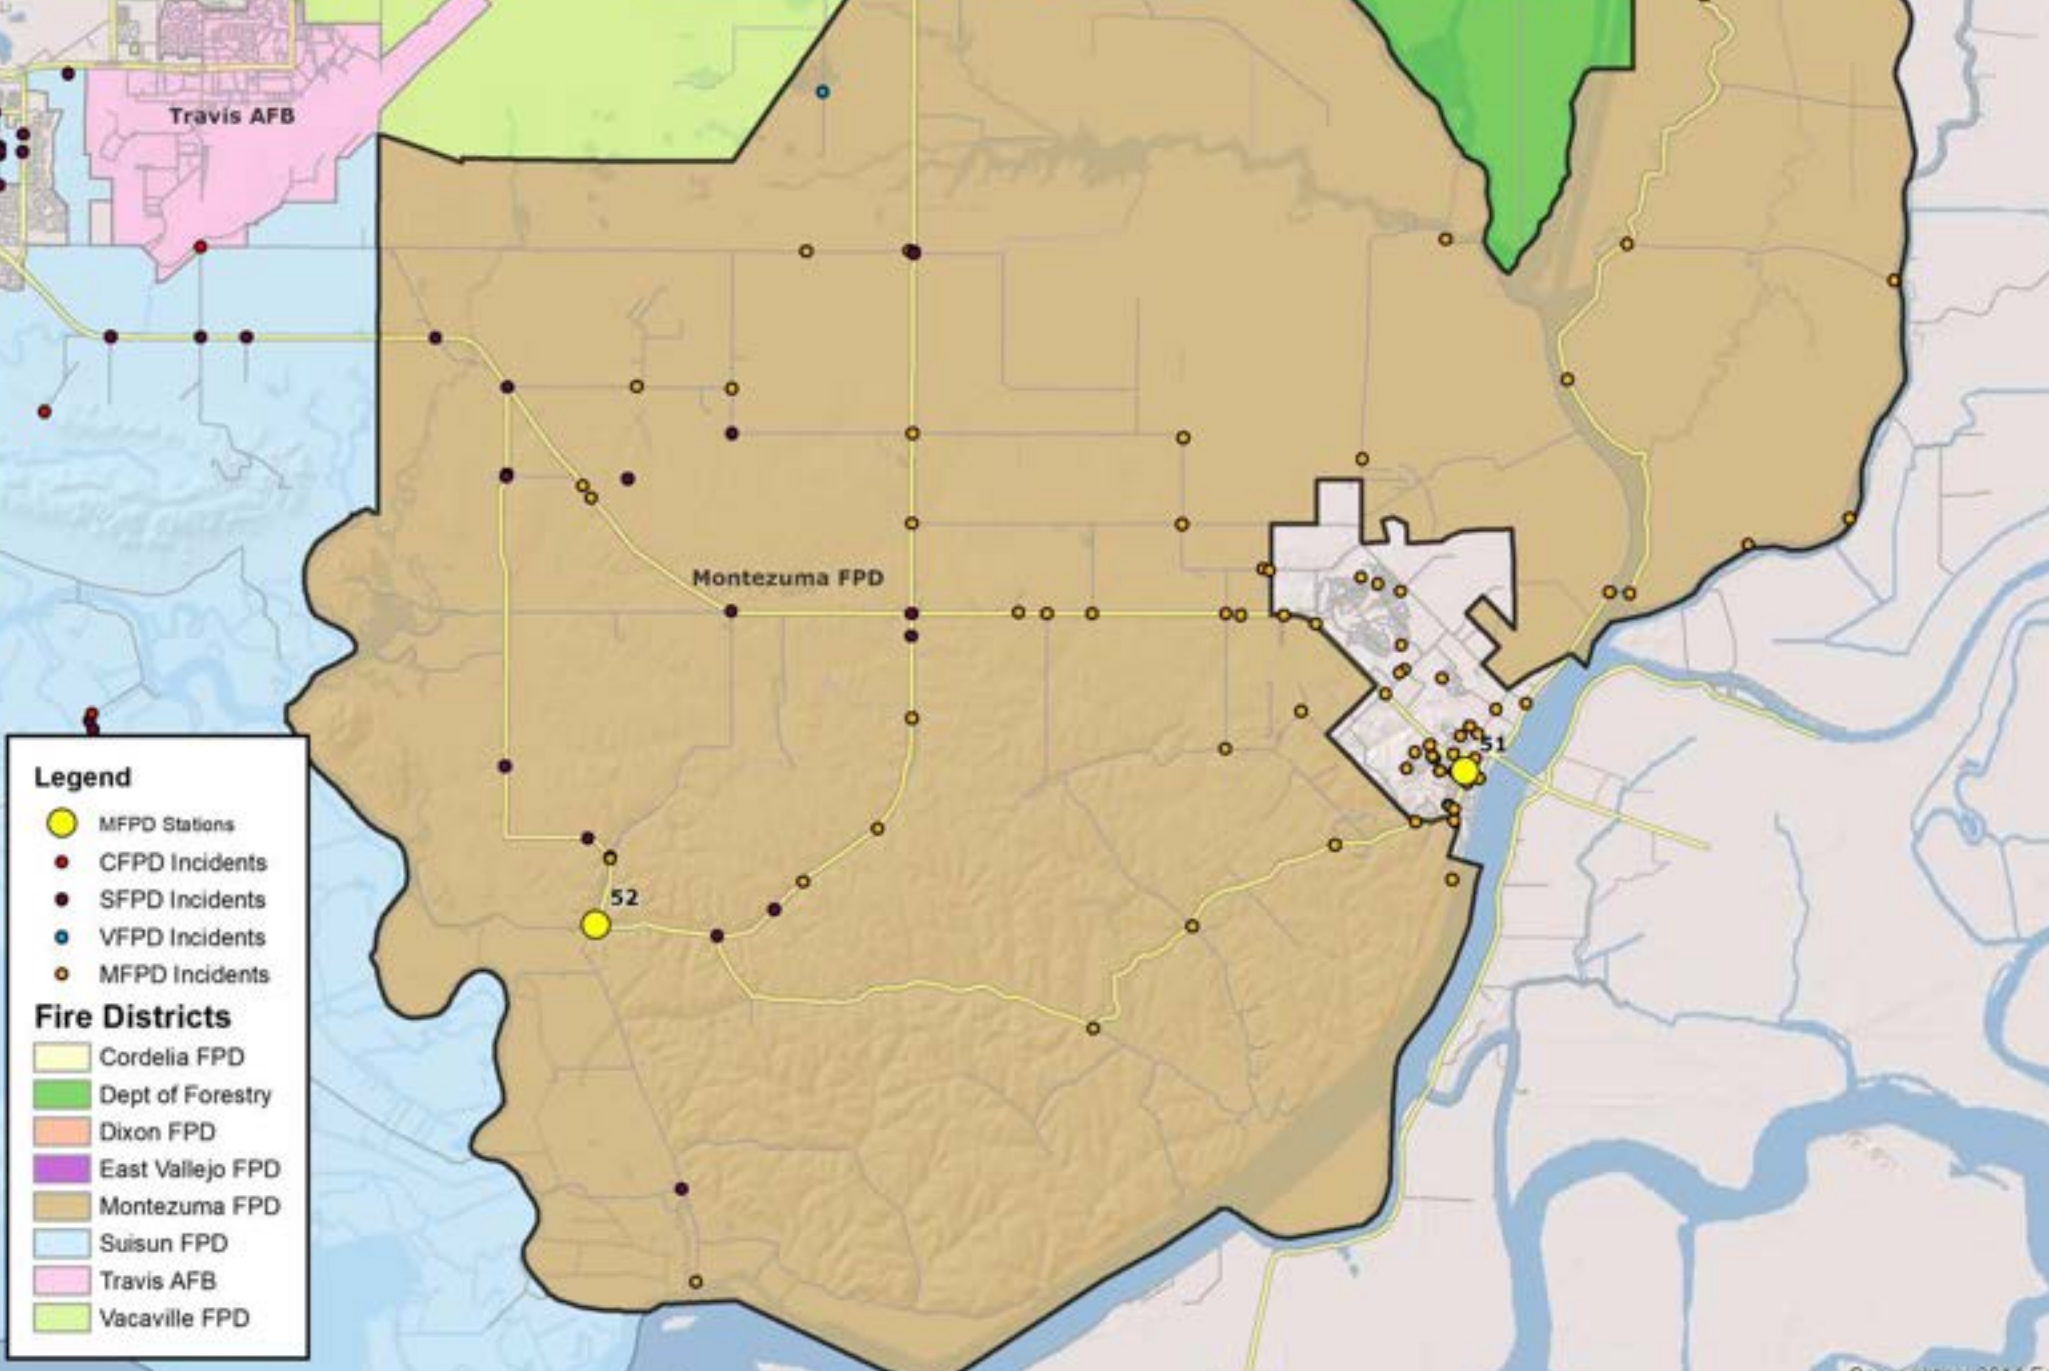 Travis AFB
Montezuma FPD
51
52
Legend
MFPD Stations
CFPD Incidents
SFPD Incidents
VFPD Incidents
MFPD Incidents
Fire Districts
Cordelia FPD
Dept of Forestry
Dixon FPD
East Vallejo FPD
Montezuma FPD
Suisun FPD
Travis AFB
Vacaville FPD